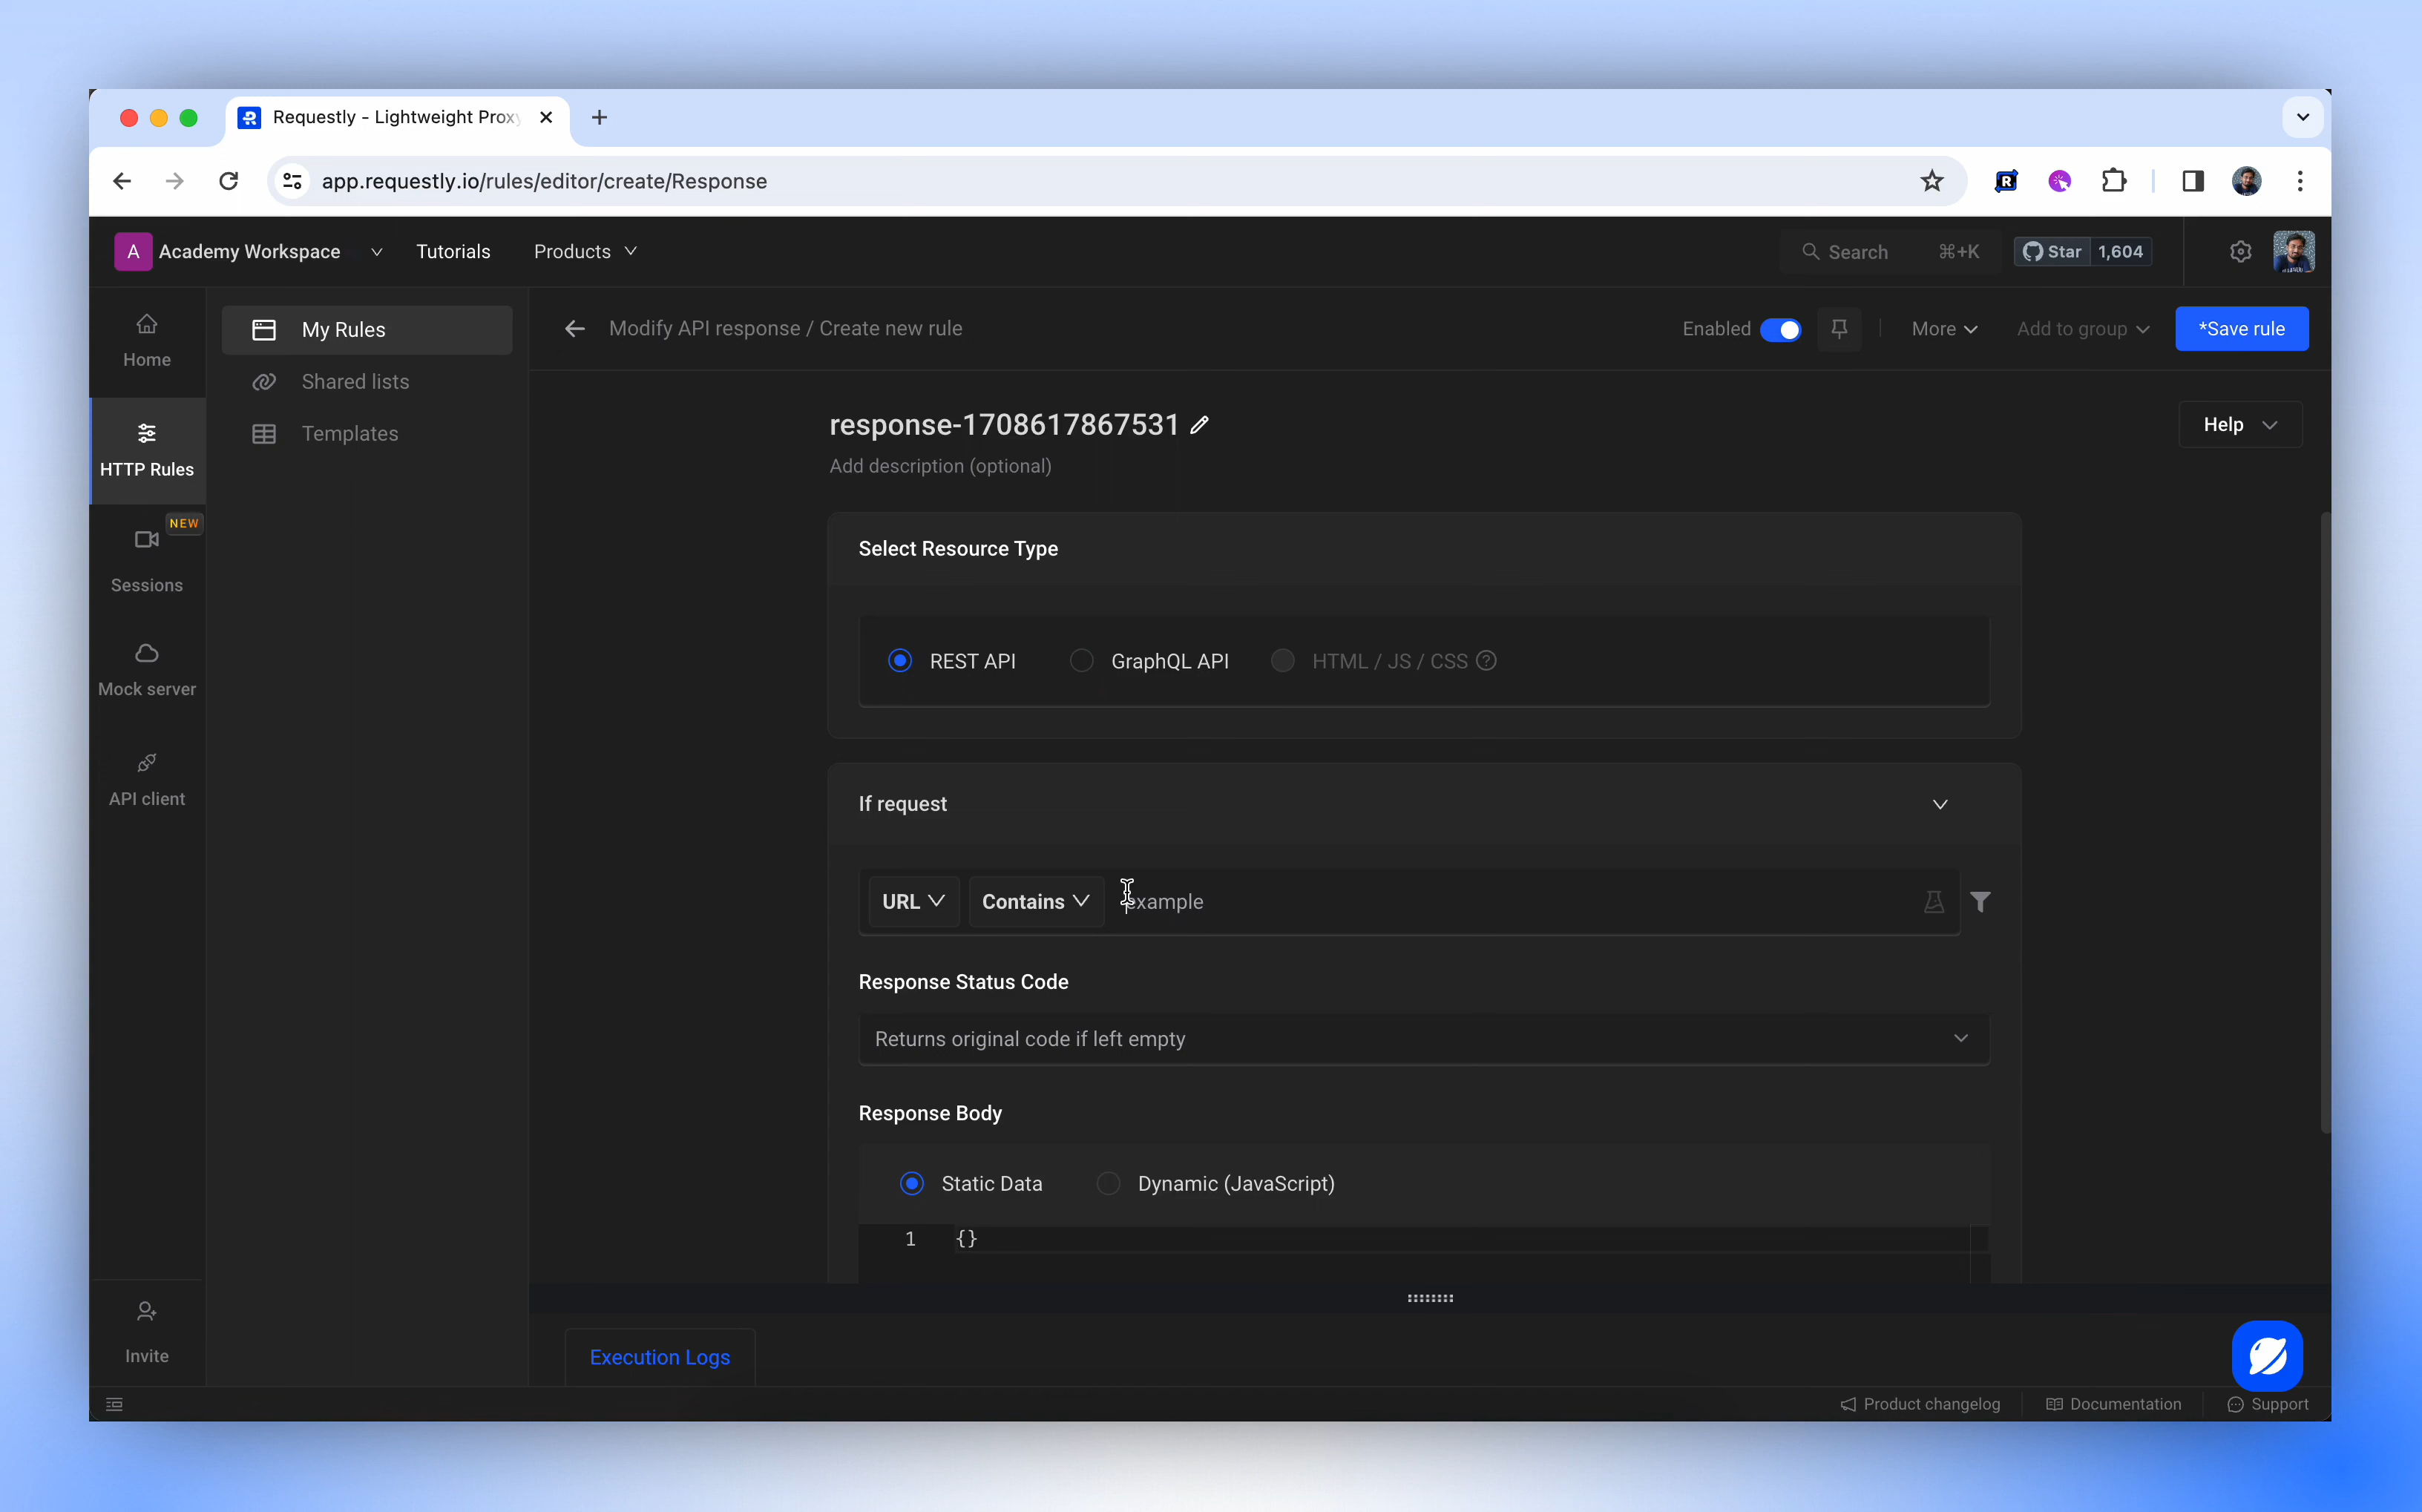 Requestly - Lightweight Proxy
app.requestly.io/rules/editor/create/Response
A Academy Workspace Tutorials Products Search ⌘+K Star 1,604
Home
HTTP Rules
NEW
Sessions
Mock server
API client
Invite
My Rules
Shared lists
Templates
Modify API response / Create new rule Enabled More Add to group *Save rule
response-1708617867531
Help
Add description (optional)
Select Resource Type
REST API GraphQL API HTML / JS / CSS
If request
URL Contains example
Response Status Code
Returns original code if left empty
Response Body
Static Data Dynamic (JavaScript)
1 {}
Execution Logs
Product changelog Documentation Support